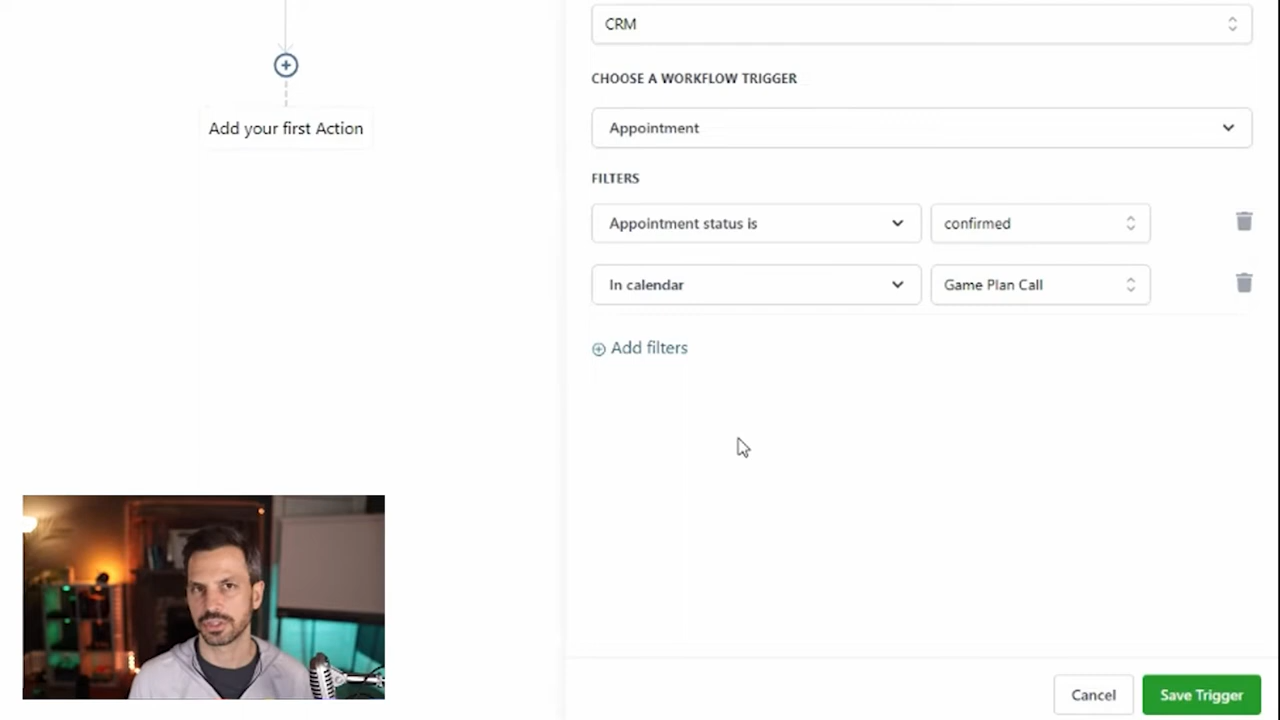 CRM
CHOOSE A WORKFLOW TRIGGER
Add your first Action
Appointment
FILTERS
Appointment status is confirmed
In calendar Game Plan Call
Add filters
Cancel Save Trigger